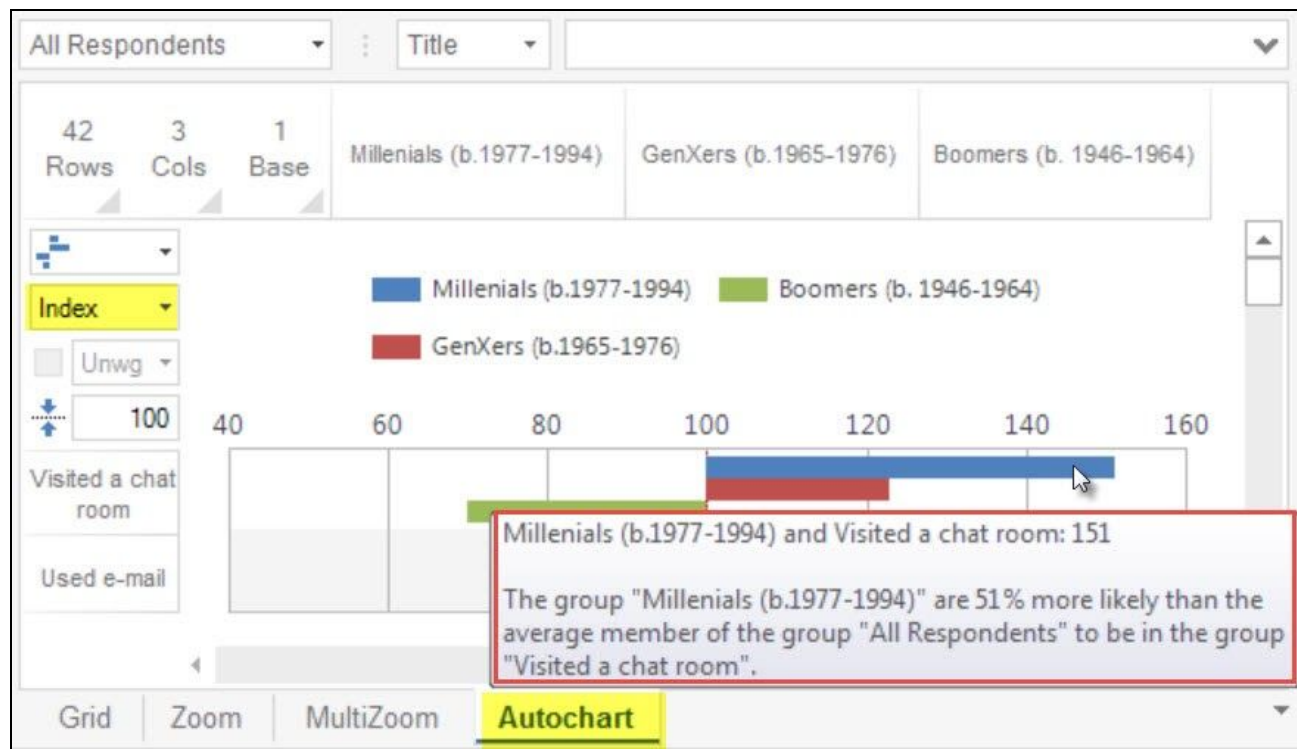 All Respondents
Title
42 3 1
Rows Cols Base
Millenials (b.1977-1994) GenXers (b.1965-1976) Boomers (b. 1946-1964)
Index
Millenials (b.1977-1994) Boomers (b. 1946-1964)
Unwg
GenXers (b.1965-1976)
100
40 60 80 100 120 140 160
Visited a chat
room
Used e-mail
Millenials (b.1977-1994) and Visited a chat room: 151
The group "Millenials (b.1977-1994)" are 51% more likely than the
average member of the group "All Respondents" to be in the group
"Visited a chat room".
Grid Zoom MultiZoom Autochart